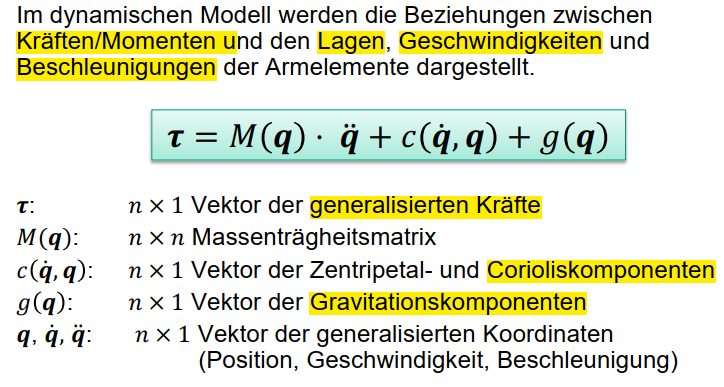 Im dynamischen Modell werden die Beziehungen zwischen
Kräften/Momenten und den Lagen, Geschwindigkeiten und
Beschleunigungen der Armelemente dargestellt.
τ = M(q) · q̈ + c(q̇, q) + g(q)
τ: n × 1 Vektor der generalisierten Kräfte
M(q): n × n Massenträgheitsmatrix
c(q̇, q): n × 1 Vektor der Zentripetal- und Corioliskomponenten
g(q): n × 1 Vektor der Gravitationskomponenten
q, q̇, q̈: n × 1 Vektor der generalisierten Koordinaten
(Position, Geschwindigkeit, Beschleunigung)